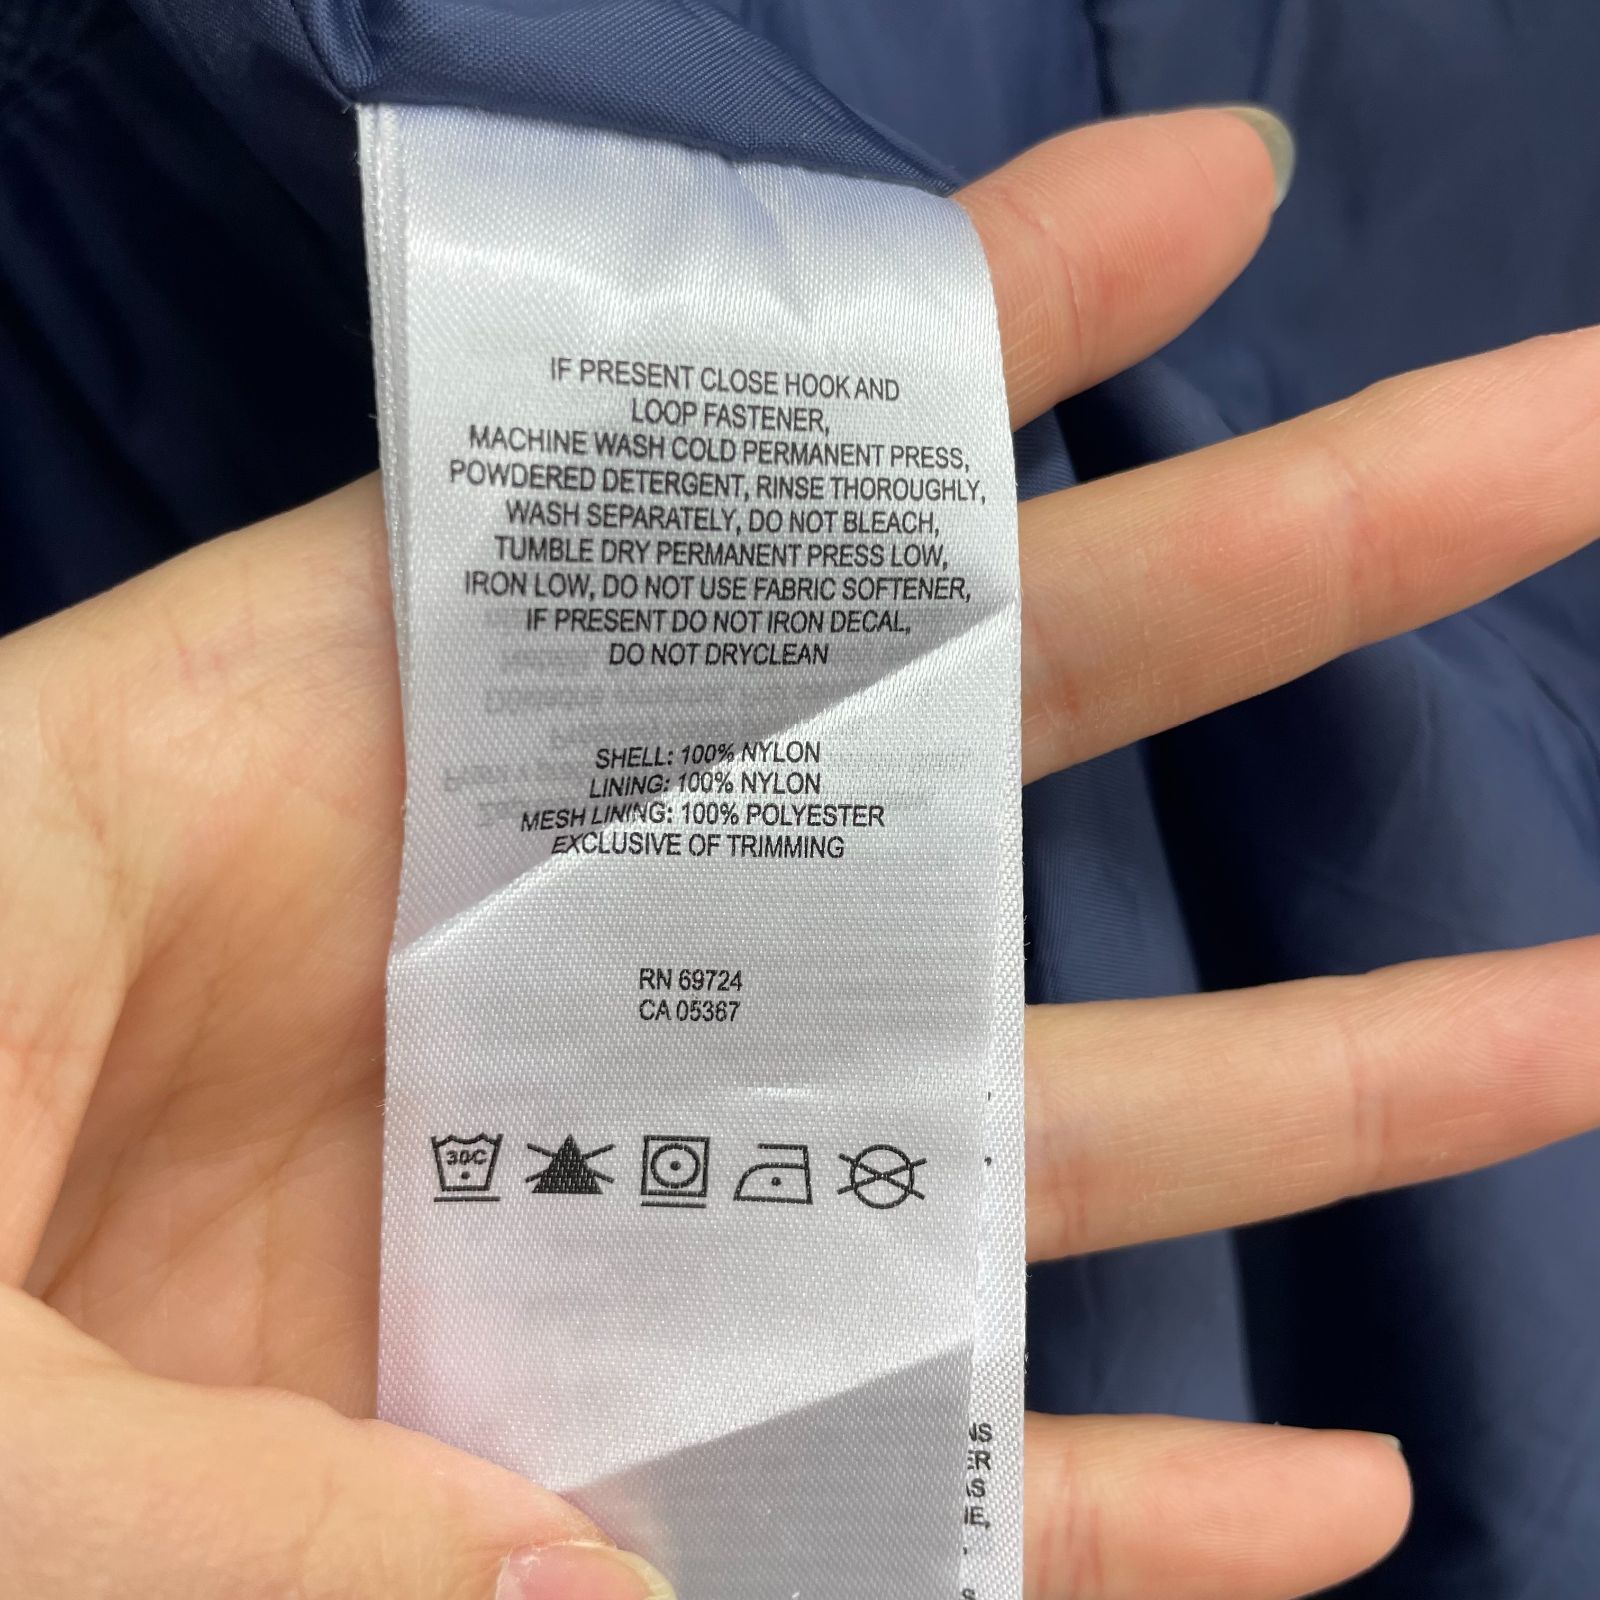 IF PRESENT CLOSE HOOK AND
LOOP FASTENER,
MACHINE WASH COLD PERMANENT PRESS,
POWDERED DETERGENT, RINSE THOROUGHLY,
WASH SEPARATELY, DO NOT BLEACH,
TUMBLE DRY PERMANENT PRESS LOW,
IRON LOW, DO NOT USE FABRIC SOFTENER,
IF PRESENT DO NOT IRON DECAL,
DO NOT DRYCLEAN
SHELL: 100% NYLON
LINING: 100% NYLON
MESH LINING: 100% POLYESTER
EXCLUSIVE OF TRIMMING
RN 69724
CA 05367
30C